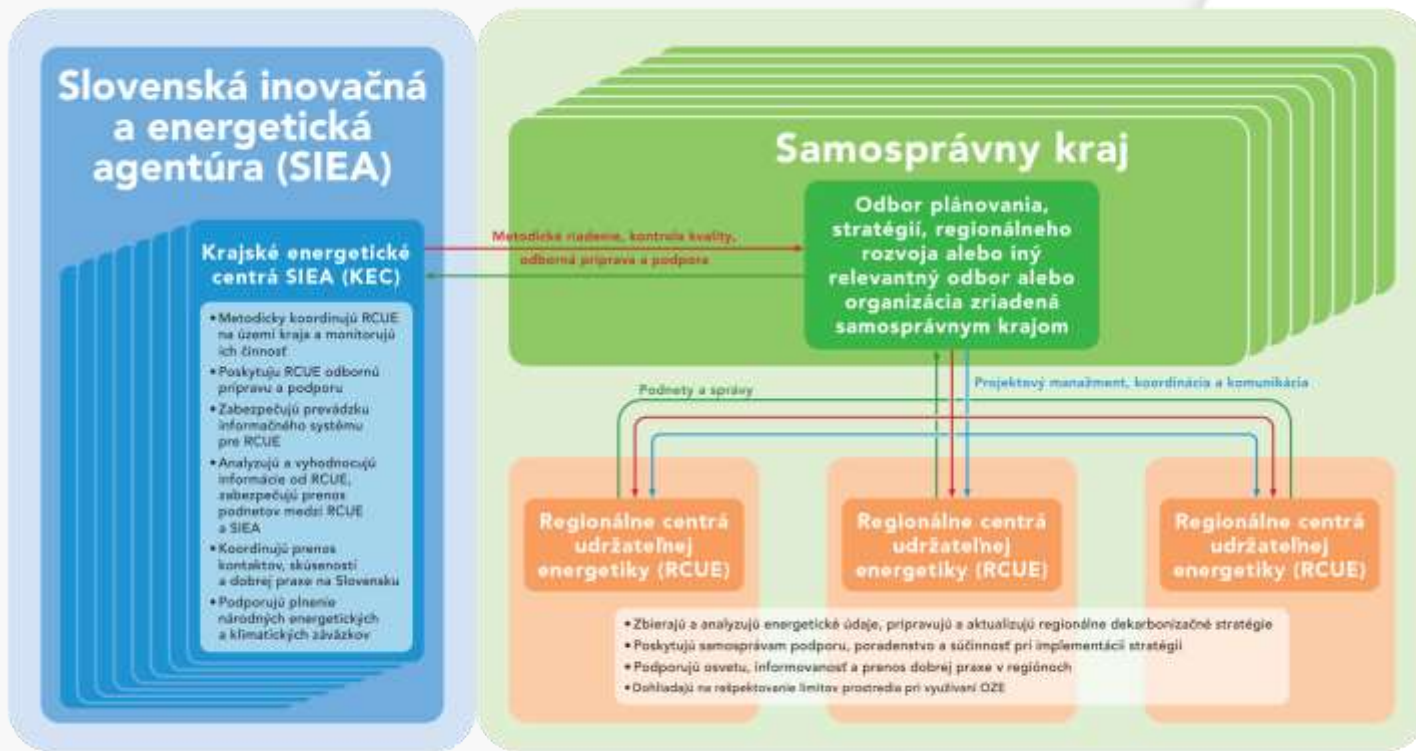 Slovenská inovačná
a energetická
agentúra (SIEA)
Krajské energetické
centrá SIEA (KEC)
• Metodicky koordinujú RCUE
na území kraja a monitorujú
ich činnosť
• Poskytuju RCUE odbornú
prípravu a podporu
• Zabezpečujú prevádzku
informačného systému
pre RCUE
• Analyzujú a vyhodnocujú
informácie od RCUE,
zabezpečujú prenos
podnetov medzi RCUE
a SIEA
• Koordinujú prenos
kontaktov, skúseností
a dobrej praxe na Slovensku
• Podporujú plnenie
národných energetických
a klimatických záväzkov
Metodické riadenie, kontrola kvality,
odborná príprava a podpora
Samosprávny kraj
Odbor plánovania,
stratégií, regionálneho
rozvoja alebo iný
relevantný odbor alebo
organizácia zriadená
samosprávnym krajom
Podnety a správy
Projektový manažment, koordinácia a komunikácia
Regionálne centrá
udržateľnej
energetiky (RCUE)
Regionálne centrá
udržateľnej
energetiky (RCUE)
Regionálne centrá
udržateľnej
energetiky (RCUE)
• Zbierajú a analyzujú energetické údaje, pripravujú a aktualizujú regionálne dekarbonizačné stratégie
• Poskytujú samosprávam podporu, poradenstvo a súčinnosť pri implementácii stratégií
• Podporujú osvetu, informovanosť a prenos dobrej praxe v regiónoch
• Dohliadajú na rešpektovanie limitov prostredia pri využívaní OZE